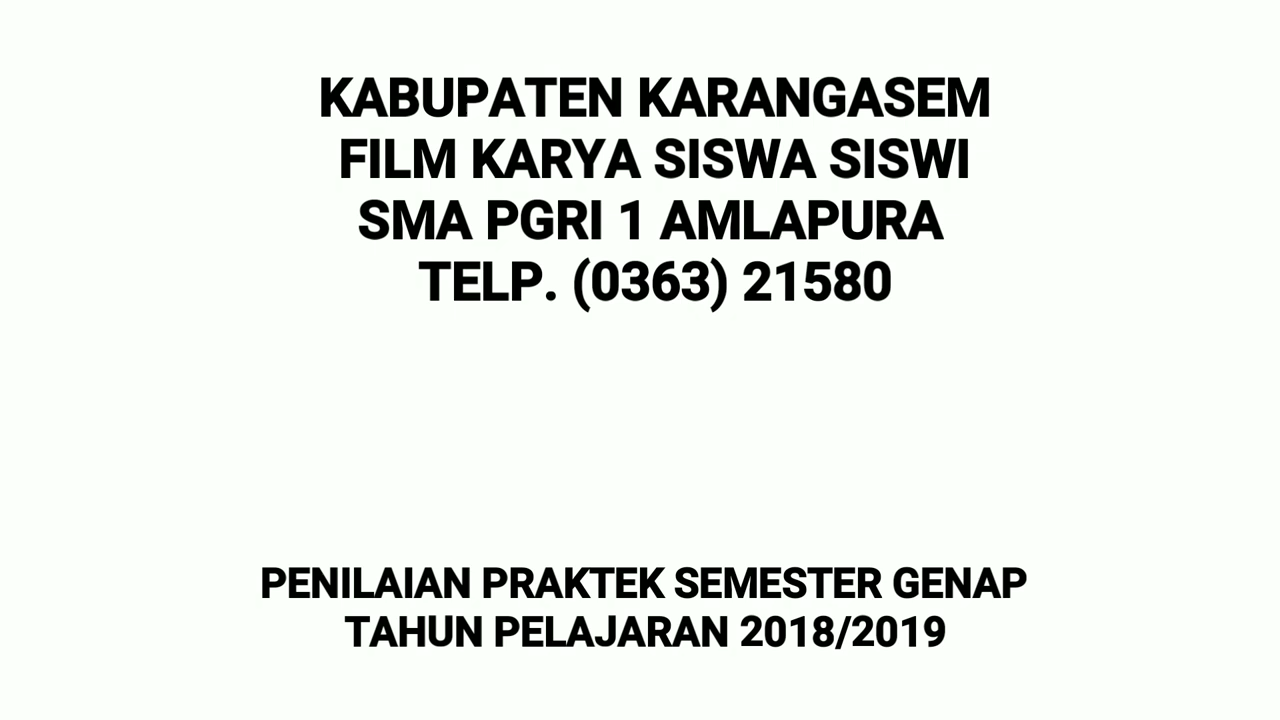 KABUPATEN KARANGASEM
FILM KARYA SISWA SISWI
SMA PGRI 1 AMLAPURA
TELP. (0363) 21580
PENILAIAN PRAKTEK SEMESTER GENAP
TAHUN PELAJARAN 2018/2019